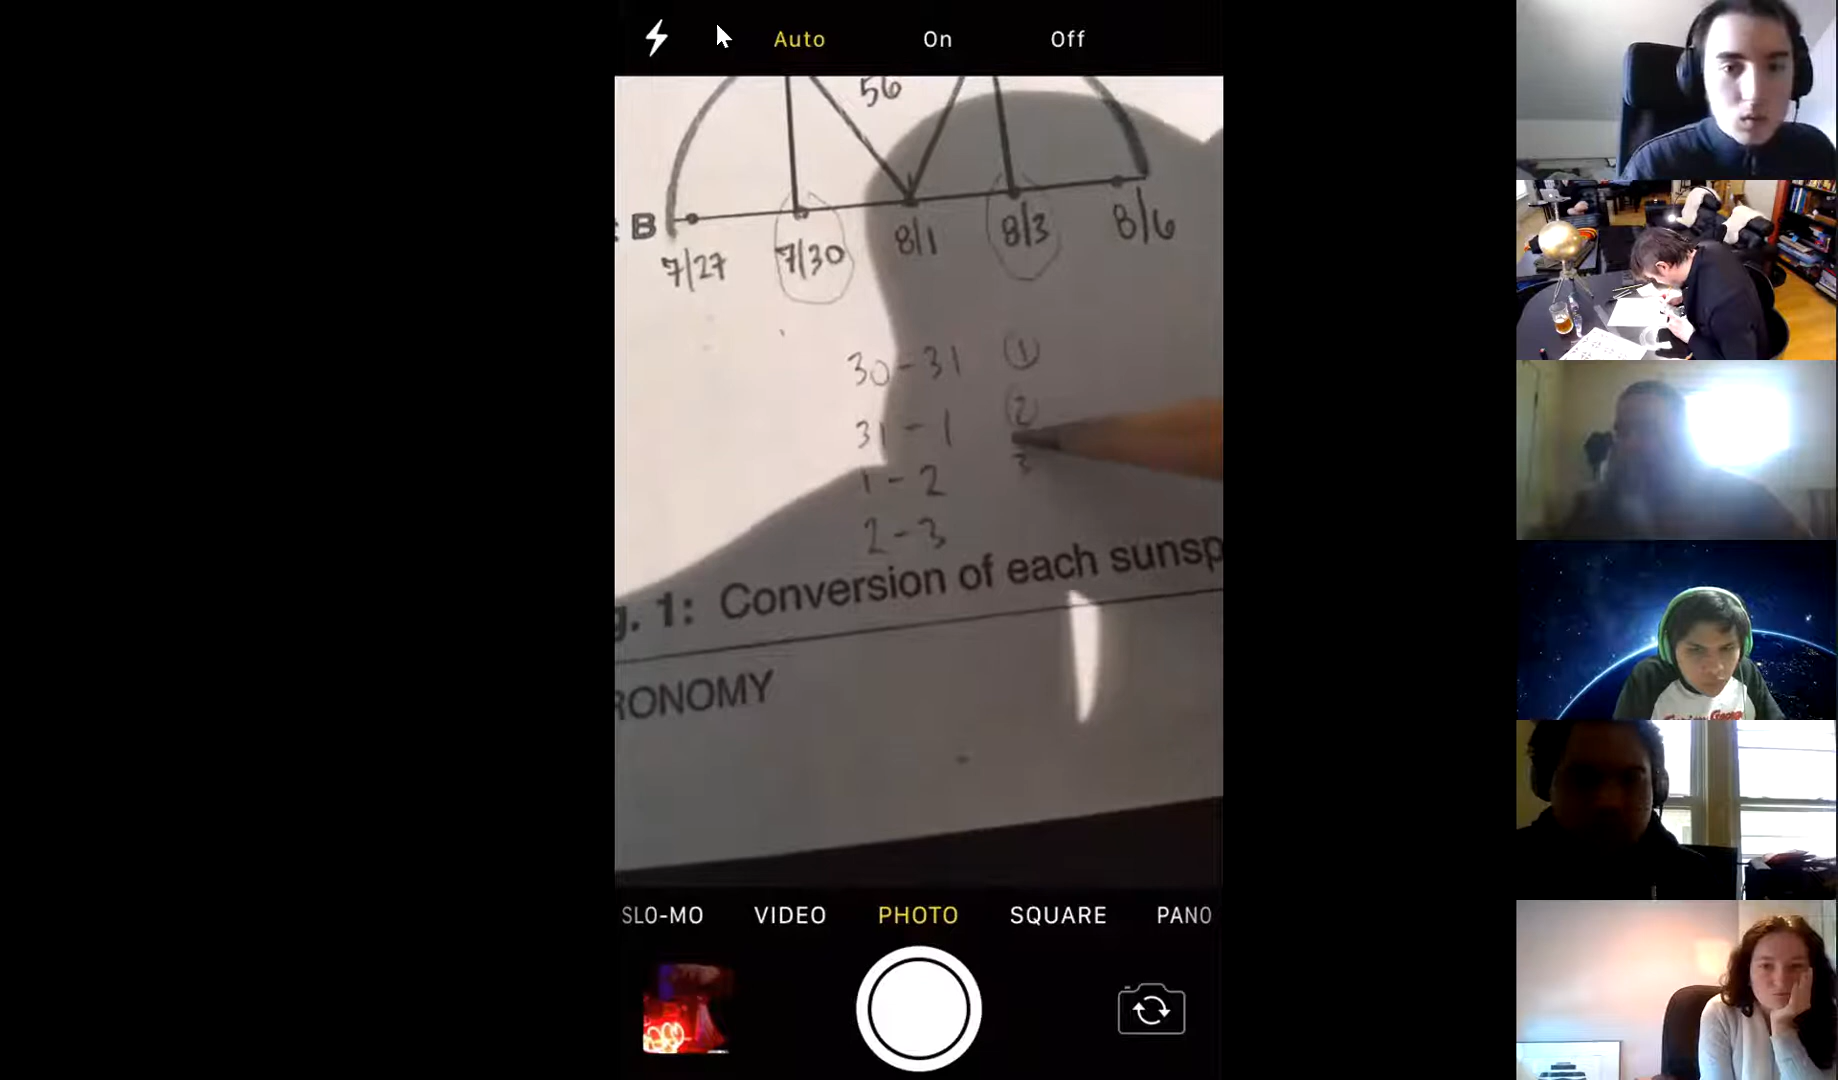 Auto On Off
56
B
7/27 7/30 8/1 8/3 8/6
30-31 1
31-1 2
1-2 3
2-3
g. 1: Conversion of each sunsp
RONOMY
SLO-MO VIDEO PHOTO SQUARE PANO